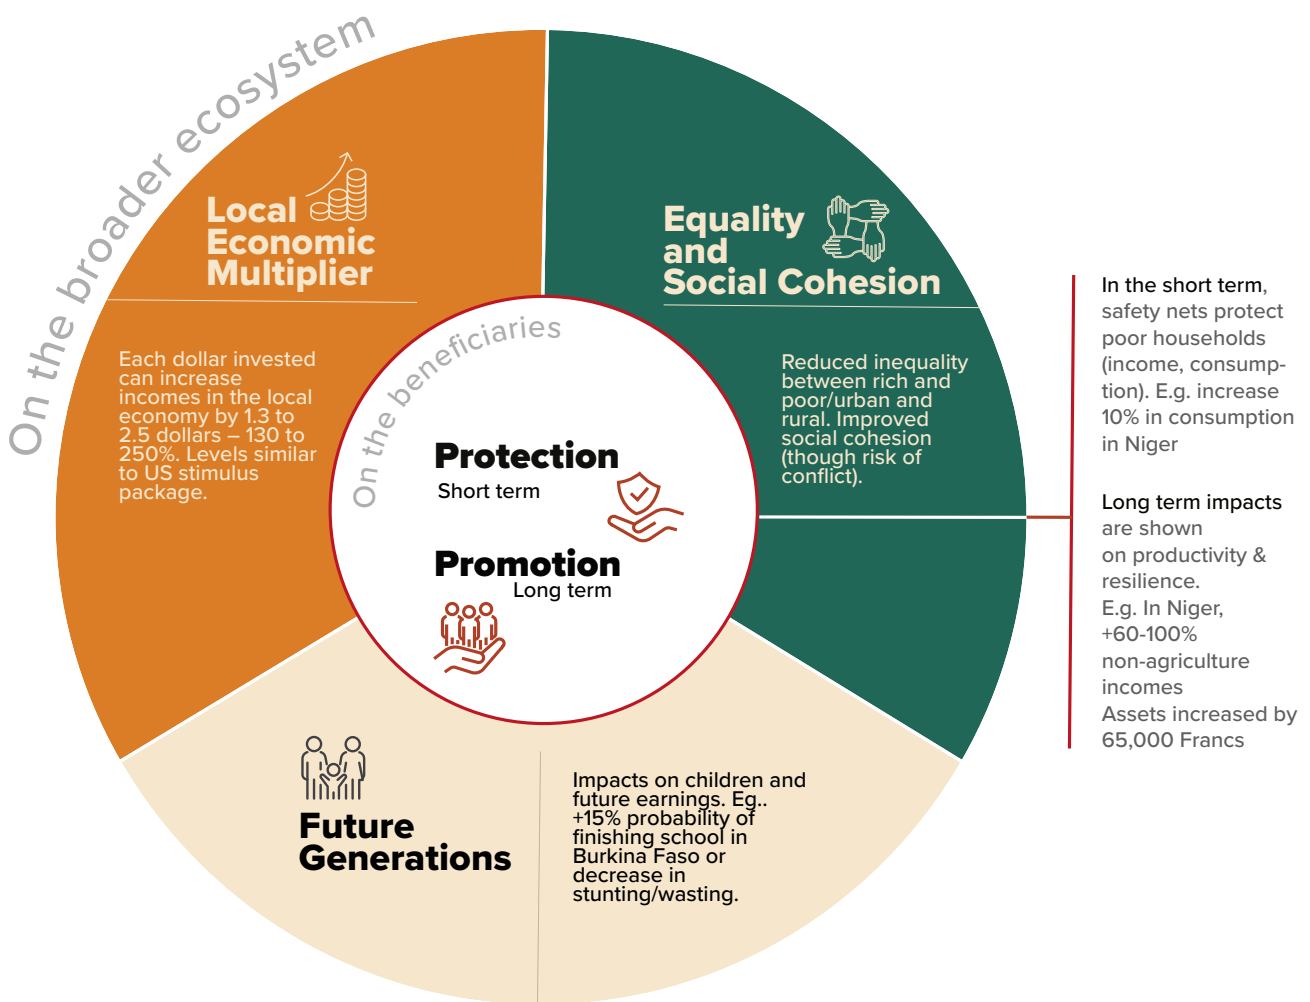 On the broader ecosystem
Local
Economic
Multiplier
Each dollar invested
can increase
incomes in the local
economy by 1.3 to
2.5 dollars – 130 to
250%. Levels similar
to US stimulus
package.
Equality
and
Social Cohesion
Reduced inequality
between rich and
poor/urban and
rural. Improved
social cohesion
(though risk of
conflict).
On the beneficiaries
Protection
Short term
Promotion
Long term
Future
Generations
Impacts on children and
future earnings. Eg..
+15% probability of
finishing school in
Burkina Faso or
decrease in
stunting/wasting.
In the short term,
safety nets protect
poor households
(income, consump-
tion). E.g. increase
10% in consumption
in Niger
Long term impacts
are shown
on productivity &
resilience.
E.g. In Niger,
+60-100%
non-agriculture
incomes
Assets increased by
65,000 Francs